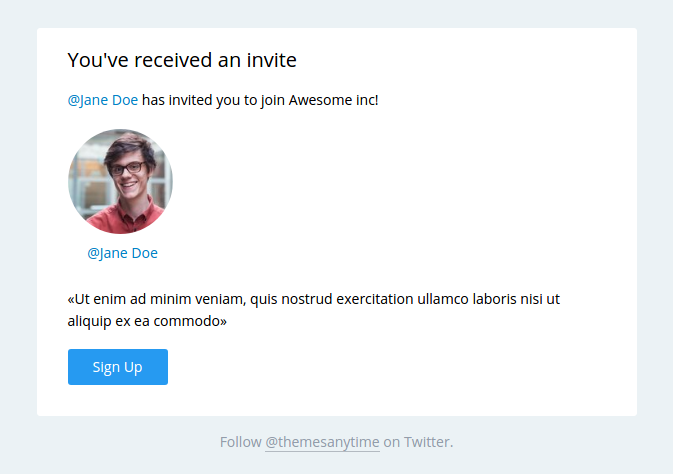 You've received an invite
@Jane Doe has invited you to join Awesome inc!
@Jane Doe
«Ut enim ad minim veniam, quis nostrud exercitation ullamco laboris nisi ut
aliquip ex ea commodo»
Sign Up
Follow @themesanytime on Twitter.